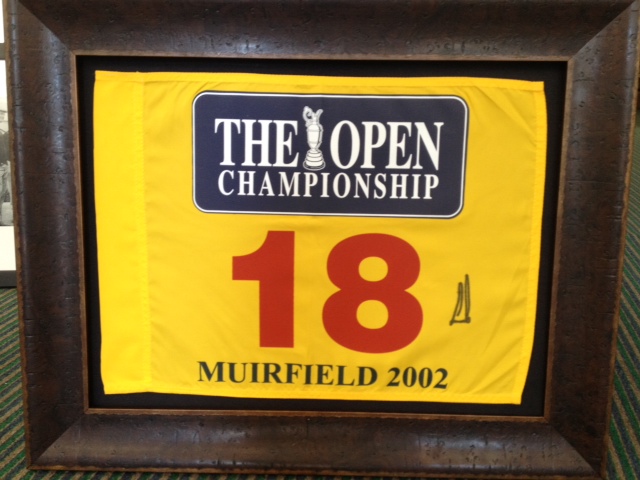 THE OPEN
CHAMPIONSHIP
18
MUIRFIELD 2002